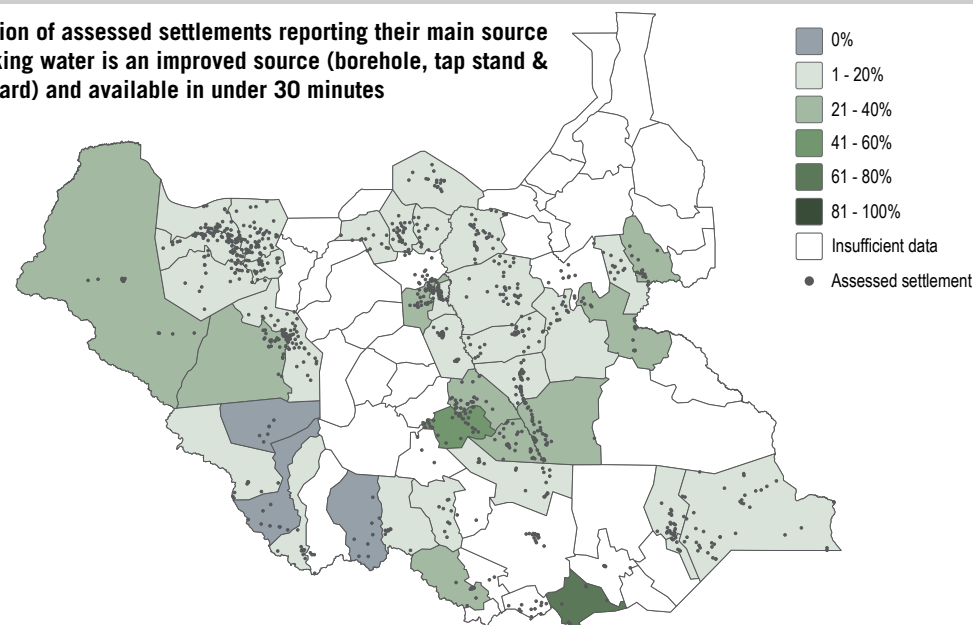 ion of assessed settlements reporting their main source
king water is an improved source (borehole, tap stand &
ard) and available in under 30 minutes
0%
1 - 20%
21 - 40%
41 - 60%
61 - 80%
81 - 100%
Insufficient data
Assessed settlement